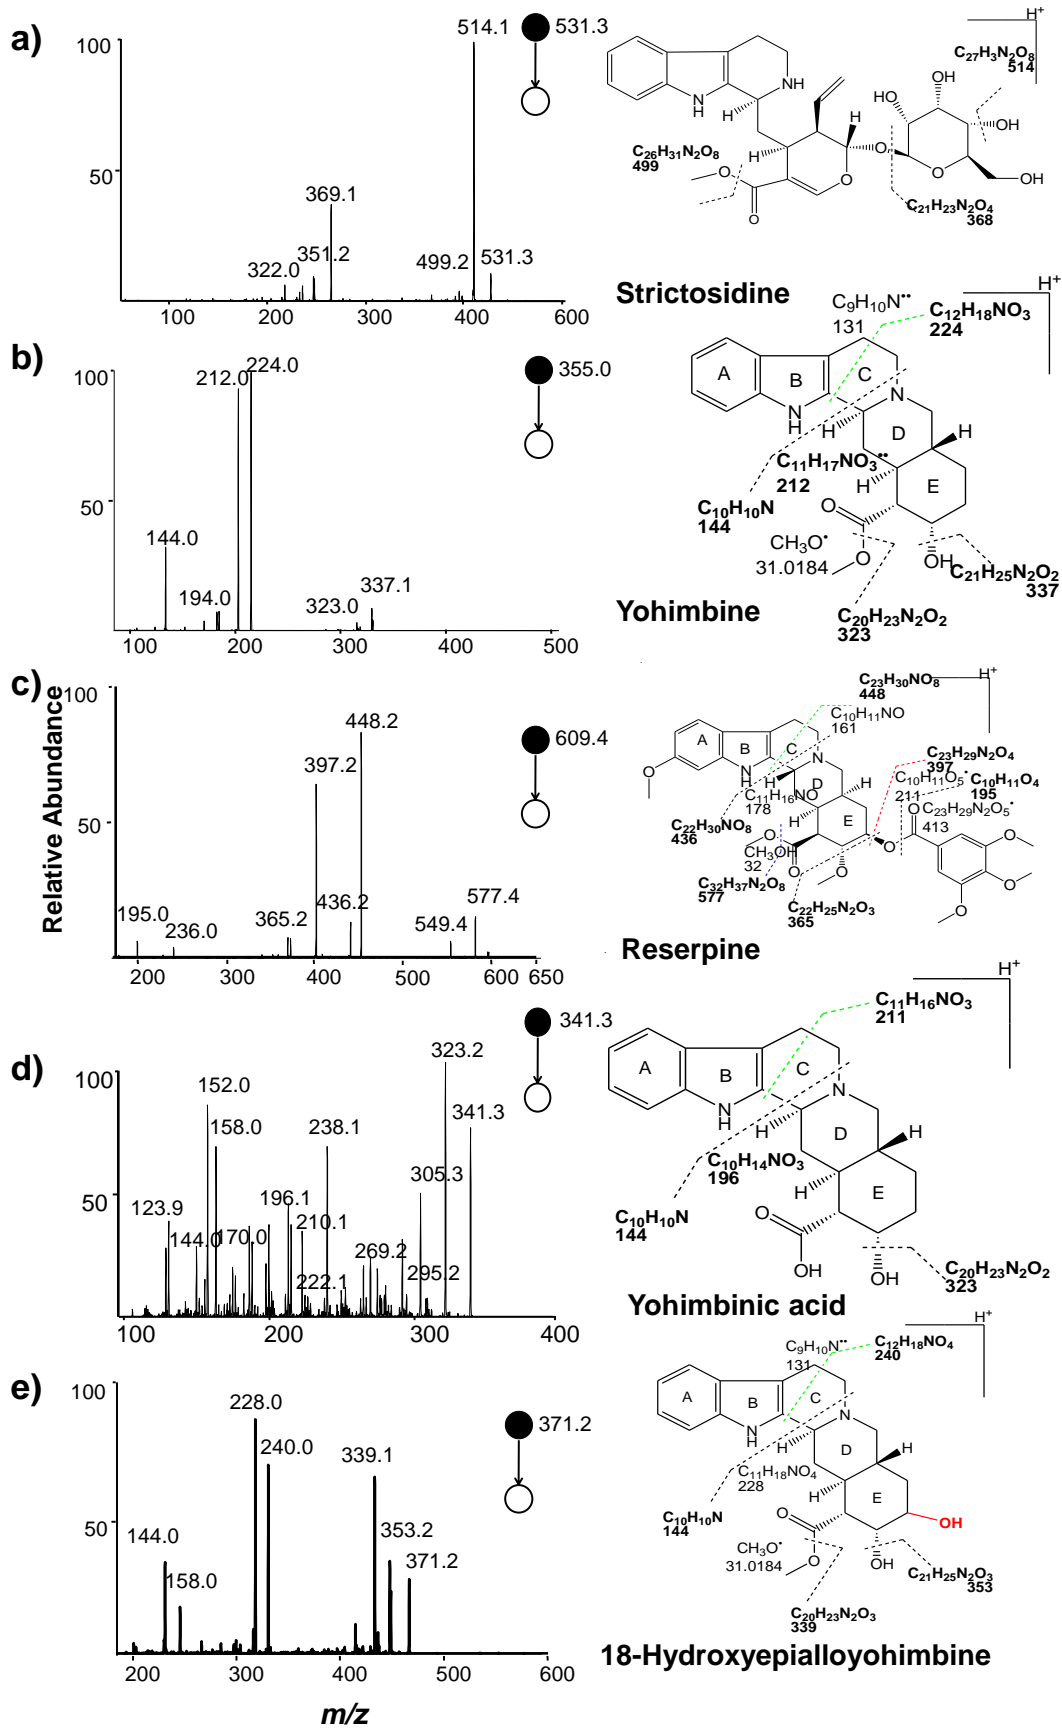 a)
100
50
514.1
531.3
369.1
351.2
322.0
499.2
531.3
100 200 300 400 500 600
C27H3N2O8
514
H+
OH
HO
HO
OH
O
OH
NH
N
H
H
H
H
O
O
O
O
C26H31N2O8
499
C21H23N2O4
368
Strictosidine
b)
100
50
212.0
224.0
355.0
144.0
194.0
323.0
337.1
100 200 300 400 500
C9H10N••
131
C12H18NO3
224
H+
A
B
C
N
N
H
H
D
H
H
E
C11H17NO3••
212
C10H10N
144
O
O
CH3O•
31.0184
OH
C21H25N2O2
337
C20H23N2O2
323
Yohimbine
c)
Relative Abundance
100
50
448.2
609.4
397.2
195.0
236.0
365.2
436.2
549.4
577.4
200 300 400 500 600 650
C23H30NO8
448
H+
C10H11NO
161
A
B
C
N
N
H
H
D
H
H
E
O
C11H16NO
178
C23H29N2O4
397
C10H11O5•
211
C10H11O4
195
C23H29N2O5•
413
C22H30NO8
436
CH3OH
32
C32H37N2O8
577
C22H25N2O3
365
O
O
O
O
O
O
O
O
Reserpine
d)
100
50
341.3
323.2
341.3
152.0
158.0
238.1
305.3
123.9
144.0
170.0
196.1
210.1
222.1
269.2
295.2
100 200 300 400
H+
C11H16NO3
211
A
B
C
N
N
H
H
D
H
H
E
C10H14NO3
196
C10H10N
144
O
OH
OH
C20H23N2O2
323
Yohimbinic acid
e)
100
50
228.0
240.0
371.2
339.1
353.2
371.2
144.0
158.0
200 300 400 500 600
m/z
C9H10N••
131
C12H18NO4
240
H+
A
B
C
N
N
H
H
D
H
H
E
C11H18NO4
228
C10H10N
144
OH
O
O
CH3O•
31.0184
OH
C21H25N2O3
353
C20H23N2O3
339
18-Hydroxyepialloyohimbine